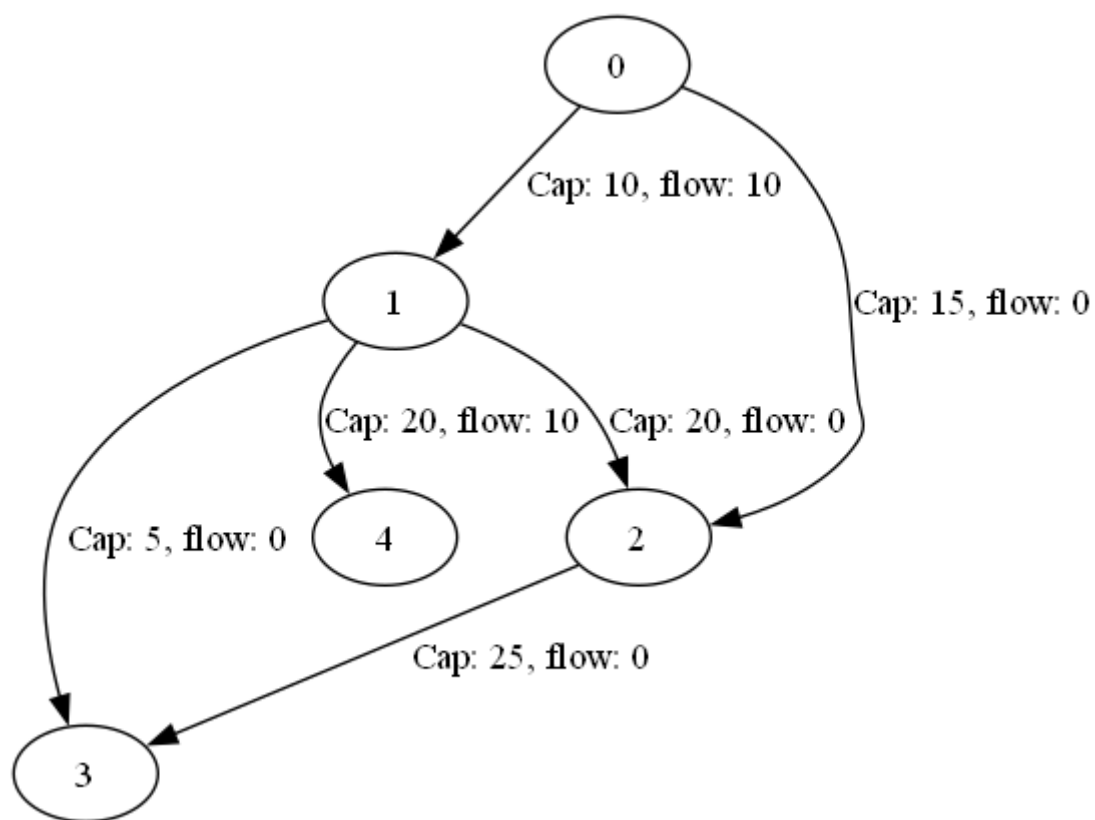 0
Cap: 10, flow: 10
1
Cap: 15, flow: 0
Cap: 20, flow: 10
Cap: 20, flow: 0
Cap: 5, flow: 0
4
2
Cap: 25, flow: 0
3